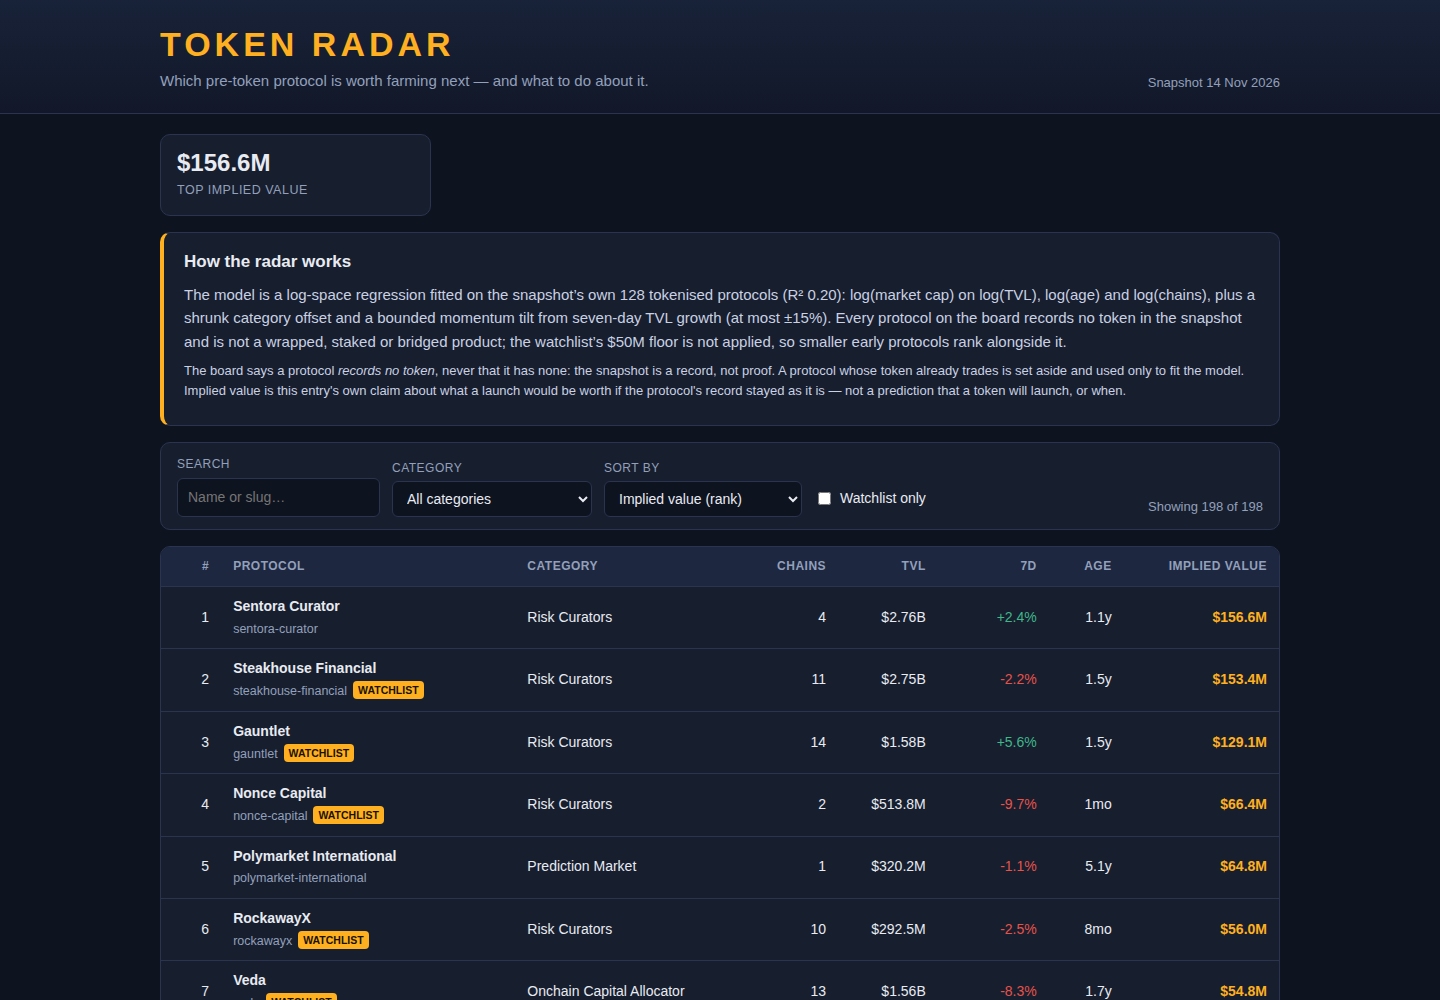 TOKEN RADAR
Which pre-token protocol is worth farming next — and what to do about it.
Snapshot 14 Nov 2026
$156.6M
TOP IMPLIED VALUE
How the radar works
The model is a log-space regression fitted on the snapshot's own 128 tokenised protocols (R² 0.20): log(market cap) on log(TVL), log(age) and log(chains), plus a
shrunk category offset and a bounded momentum tilt from seven-day TVL growth (at most ±15%). Every protocol on the board records no token in the snapshot
and is not a wrapped, staked or bridged product; the watchlist's $50M floor is not applied, so smaller early protocols rank alongside it.
The board says a protocol records no token, never that it has none: the snapshot is a record, not proof. A protocol whose token already trades is set aside and used only to fit the model.
Implied value is this entry's own claim about what a launch would be worth if the protocol's record stayed as it is — not a prediction that a token will launch, or when.
SEARCH CATEGORY SORT BY
Name or slug… All categories Implied value (rank) Watchlist only Showing 198 of 198
# PROTOCOL CATEGORY CHAINS TVL 7D AGE IMPLIED VALUE
1 Sentora Curator Risk Curators 4 $2.76B +2.4% 1.1y $156.6M
sentora-curator
2 Steakhouse Financial Risk Curators 11 $2.75B -2.2% 1.5y $153.4M
steakhouse-financial WATCHLIST
3 Gauntlet Risk Curators 14 $1.58B +5.6% 1.5y $129.1M
gauntlet WATCHLIST
4 Nonce Capital Risk Curators 2 $513.8M -9.7% 1mo $66.4M
nonce-capital WATCHLIST
5 Polymarket International Prediction Market 1 $320.2M -1.1% 5.1y $64.8M
polymarket-international
6 RockawayX Risk Curators 10 $292.5M -2.5% 8mo $56.0M
rockawayx WATCHLIST
7 Veda Onchain Capital Allocator 13 $1.56B -8.3% 1.7y $54.8M